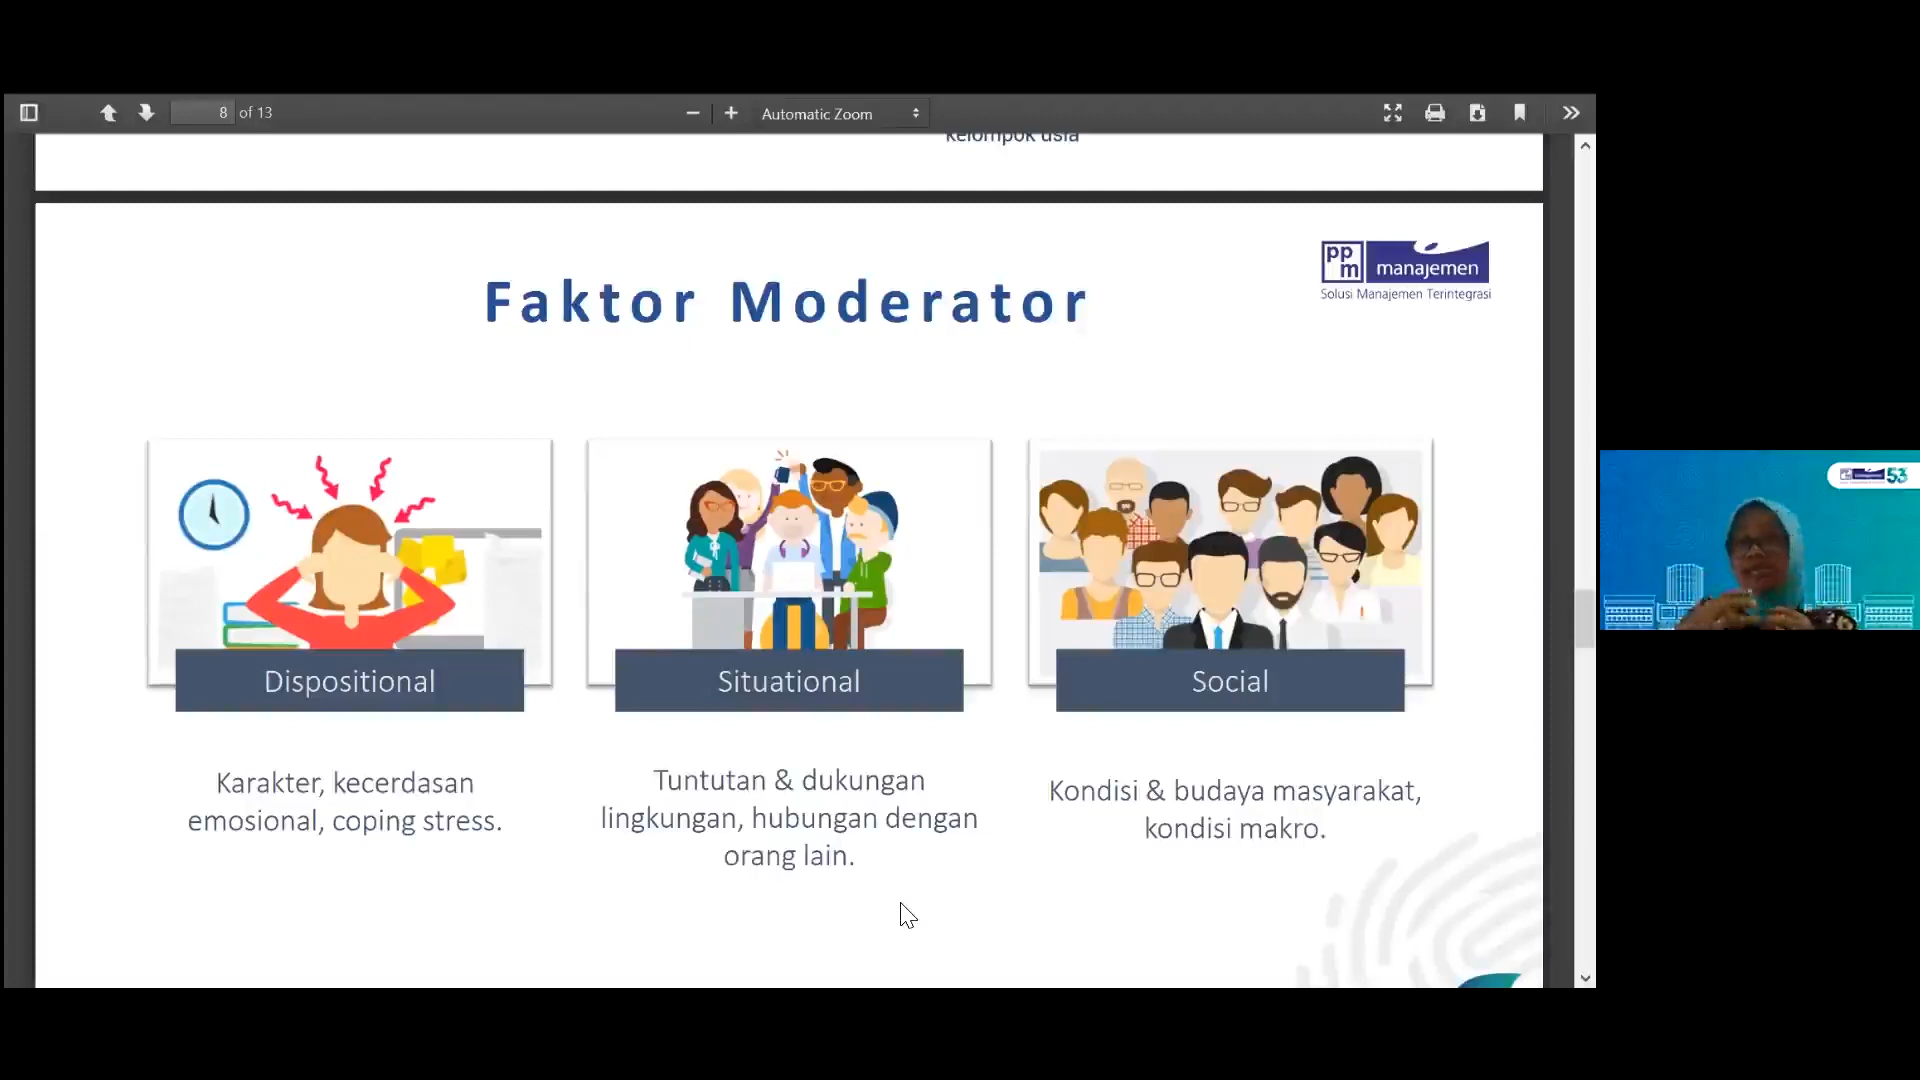 8 of 13
Automatic Zoom
kelompok usia
Faktor Moderator
ppm manajemen
Solusi Manajemen Terintegrasi
53
Dispositional
Situational
Social
Karakter, kecerdasan
emosional, coping stress.
Tuntutan & dukungan
lingkungan, hubungan dengan
orang lain.
Kondisi & budaya masyarakat,
kondisi makro.